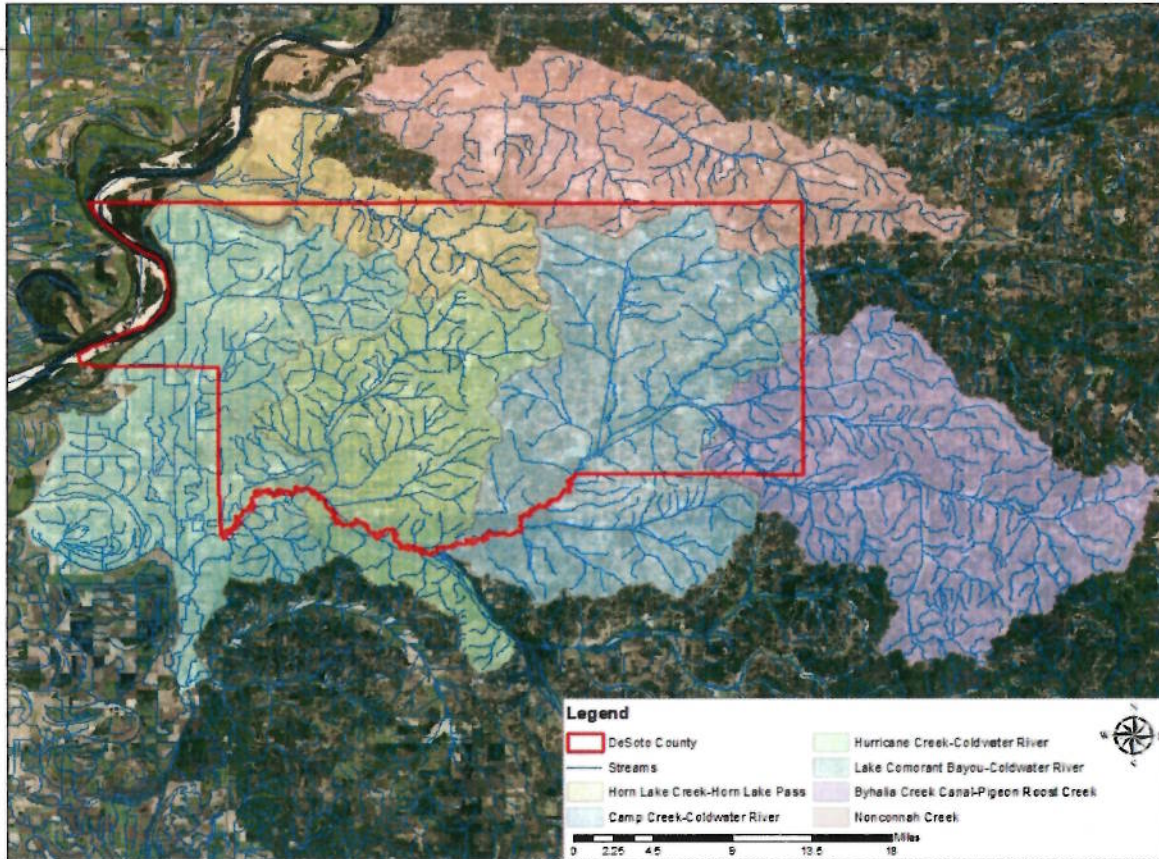 Legend
DeSoto County
Streams
Horn Lake Creek-Horn Lake Pass
Camp Creek-Coldwater River
Hurricane Creek-Coldwater River
Lake Comorant Bayou-Coldwater River
Byhalia Creek Canal-Pigeon Roost Creek
Nonconnah Creek
N
W
S
Miles
0 2.25 4.5 9 13.5 18